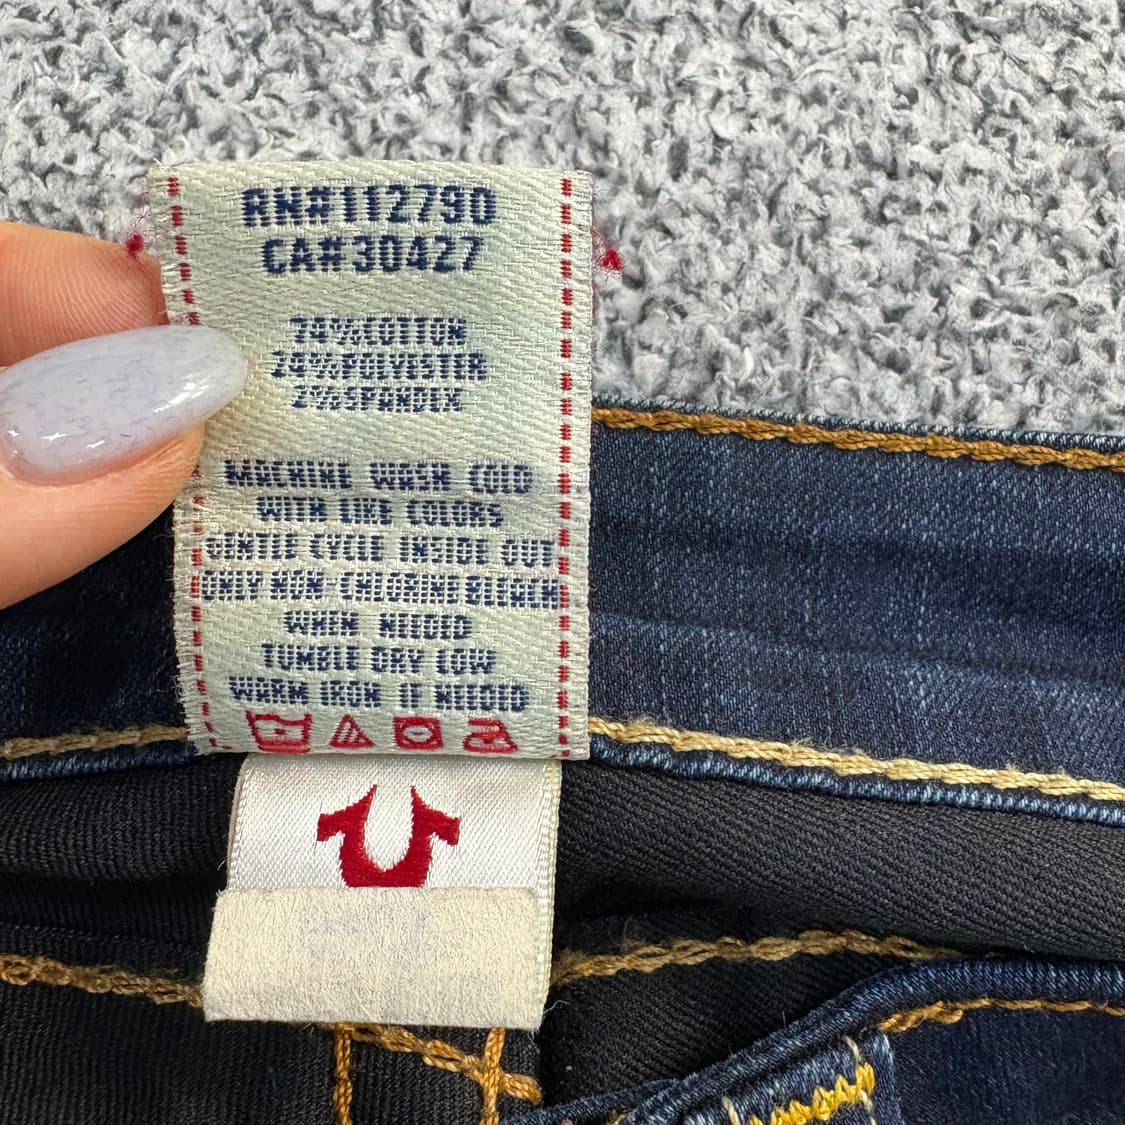 RN#112790
CA#30427
74%COTTON
24%POLYESTER
2%SPANDEX
MACHINE WASH COLD
WITH LIKE COLORS
GENTLE CYCLE INSIDE OUT
ONLY NON-CHLORINE BLEACH
WHEN NEEDED
TUMBLE DRY LOW
WARM IRON IF NEEDED